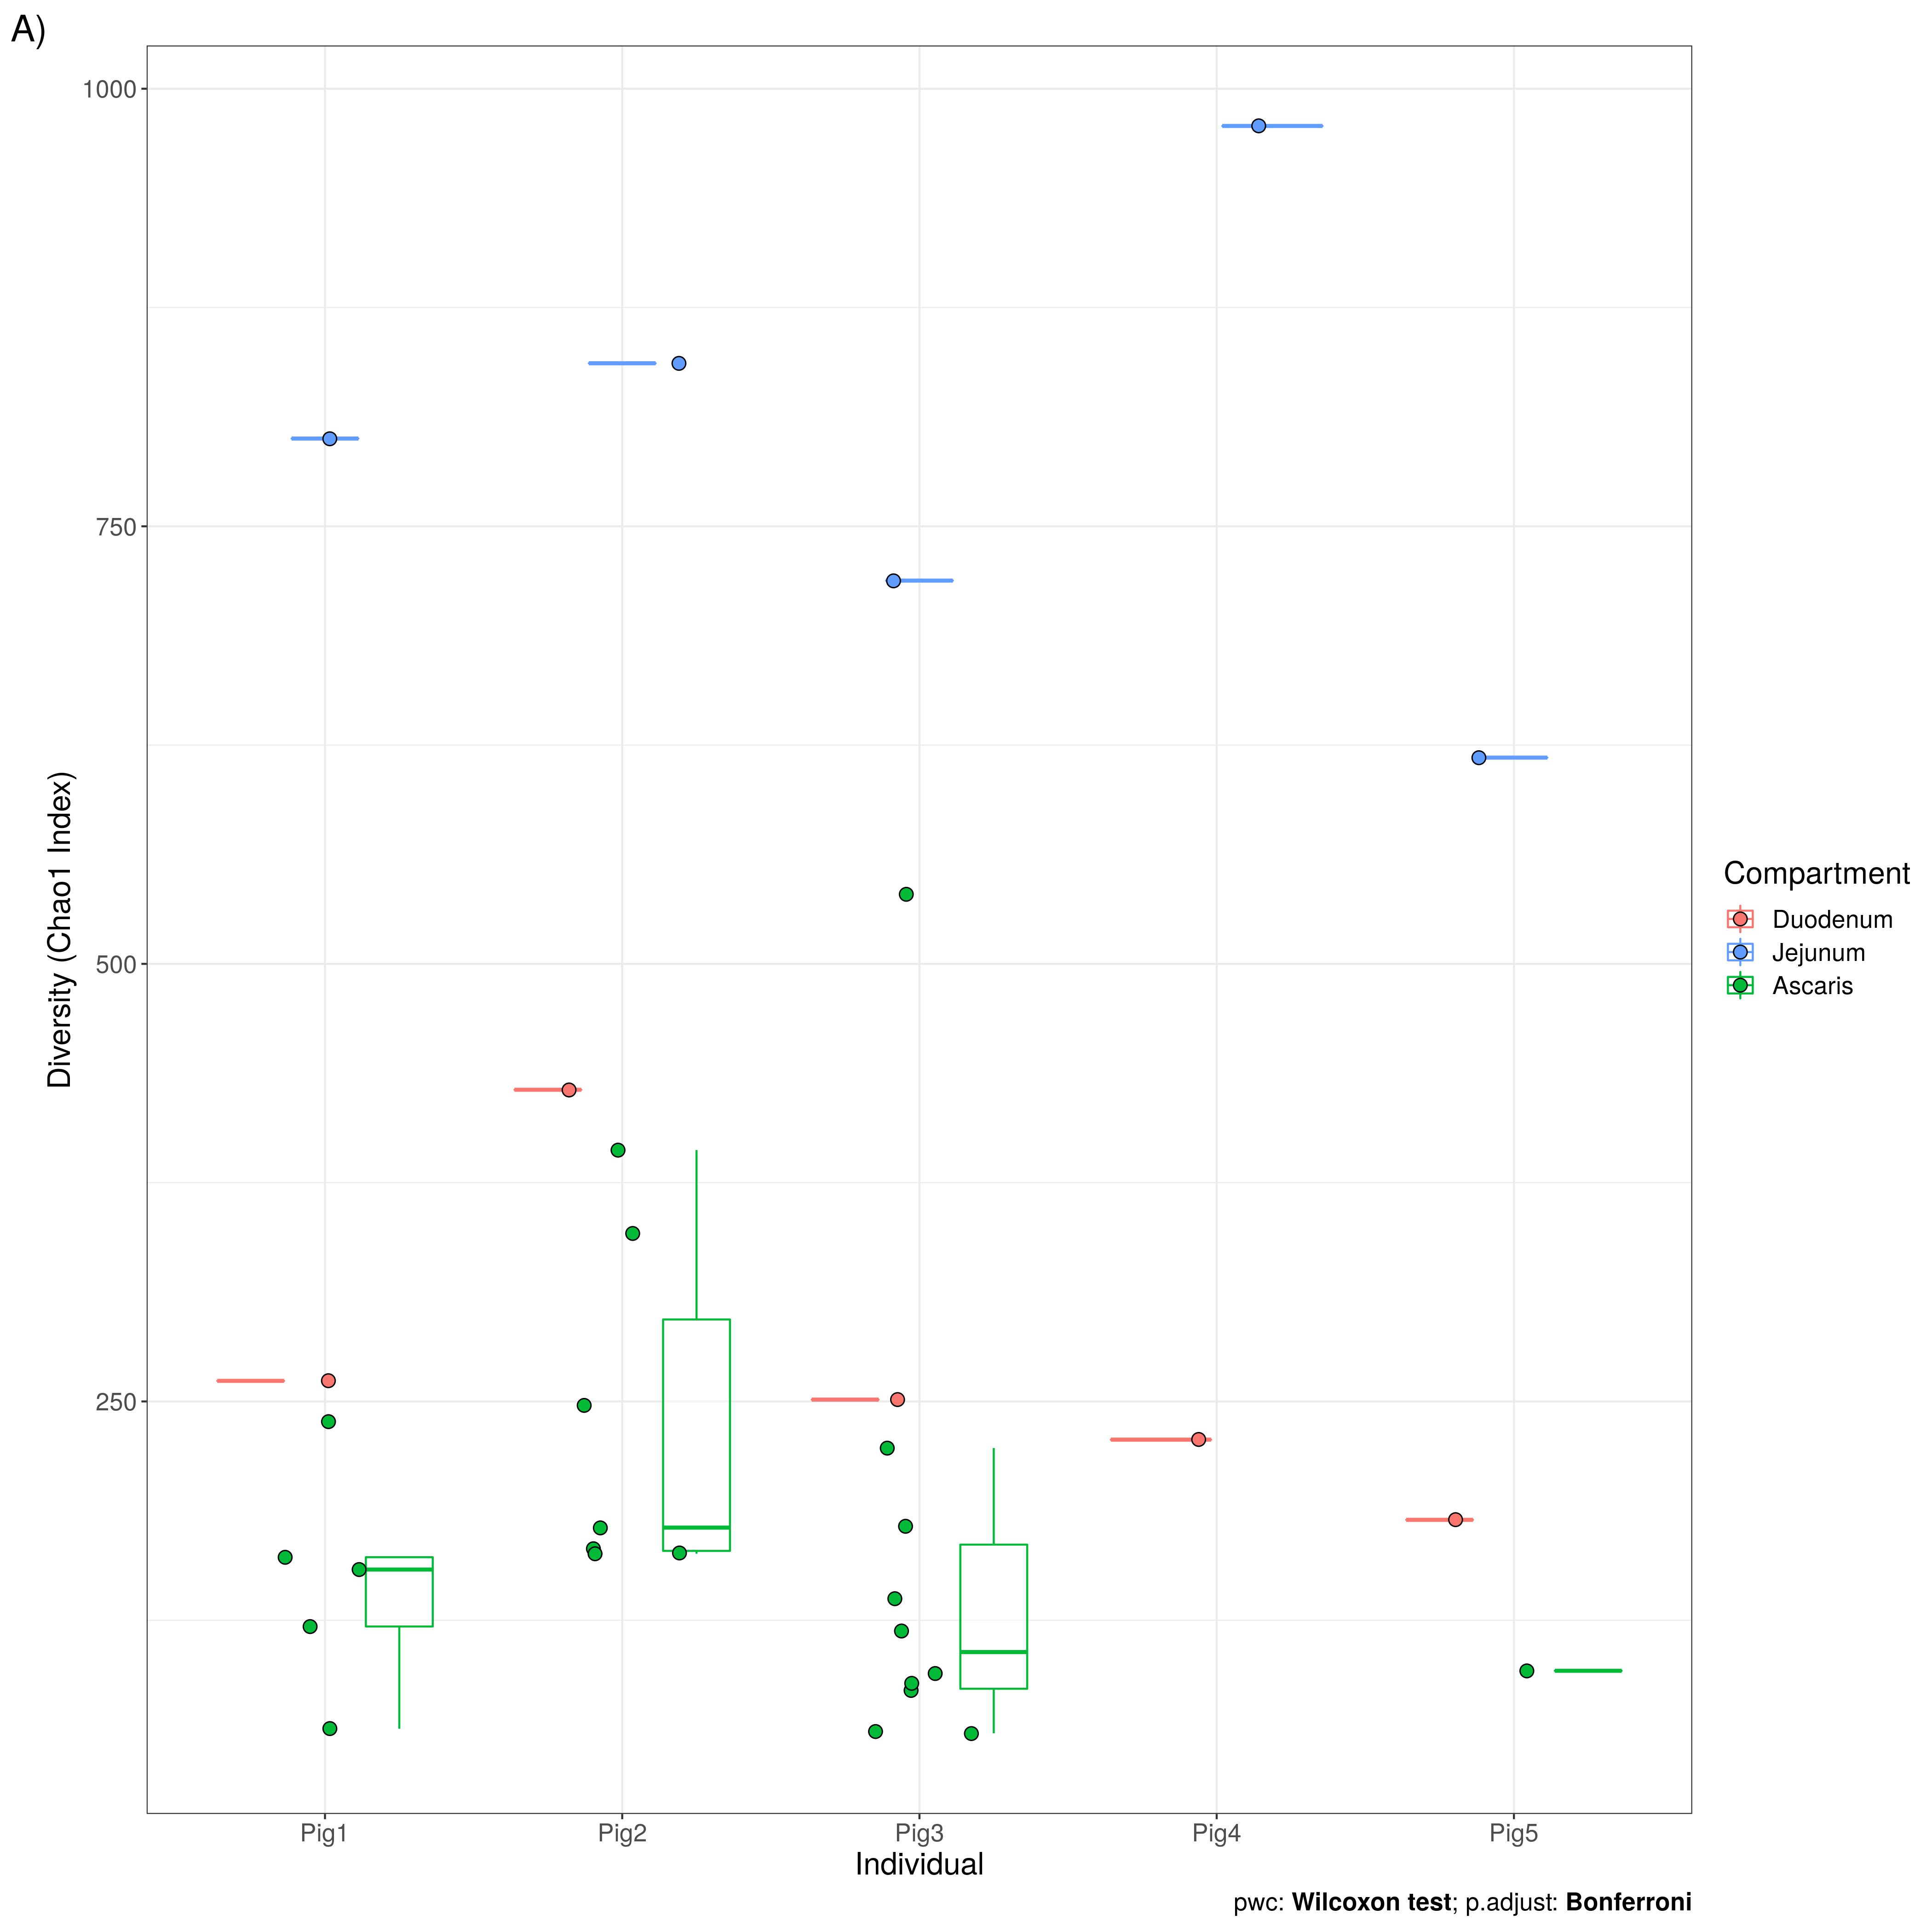 A)
1000
750
500
250
Diversity (Chao1 Index)
Pig1 Pig2 Pig3 Pig4 Pig5
Individual
pwc: Wilcoxon test; p.adjust: Bonferroni
Compartment
Duodenum
Jejunum
Ascaris